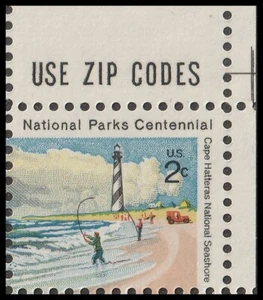 USE ZIP CODES
National Parks Centennial
U.S.
2c
Cape Hatteras National Seashore